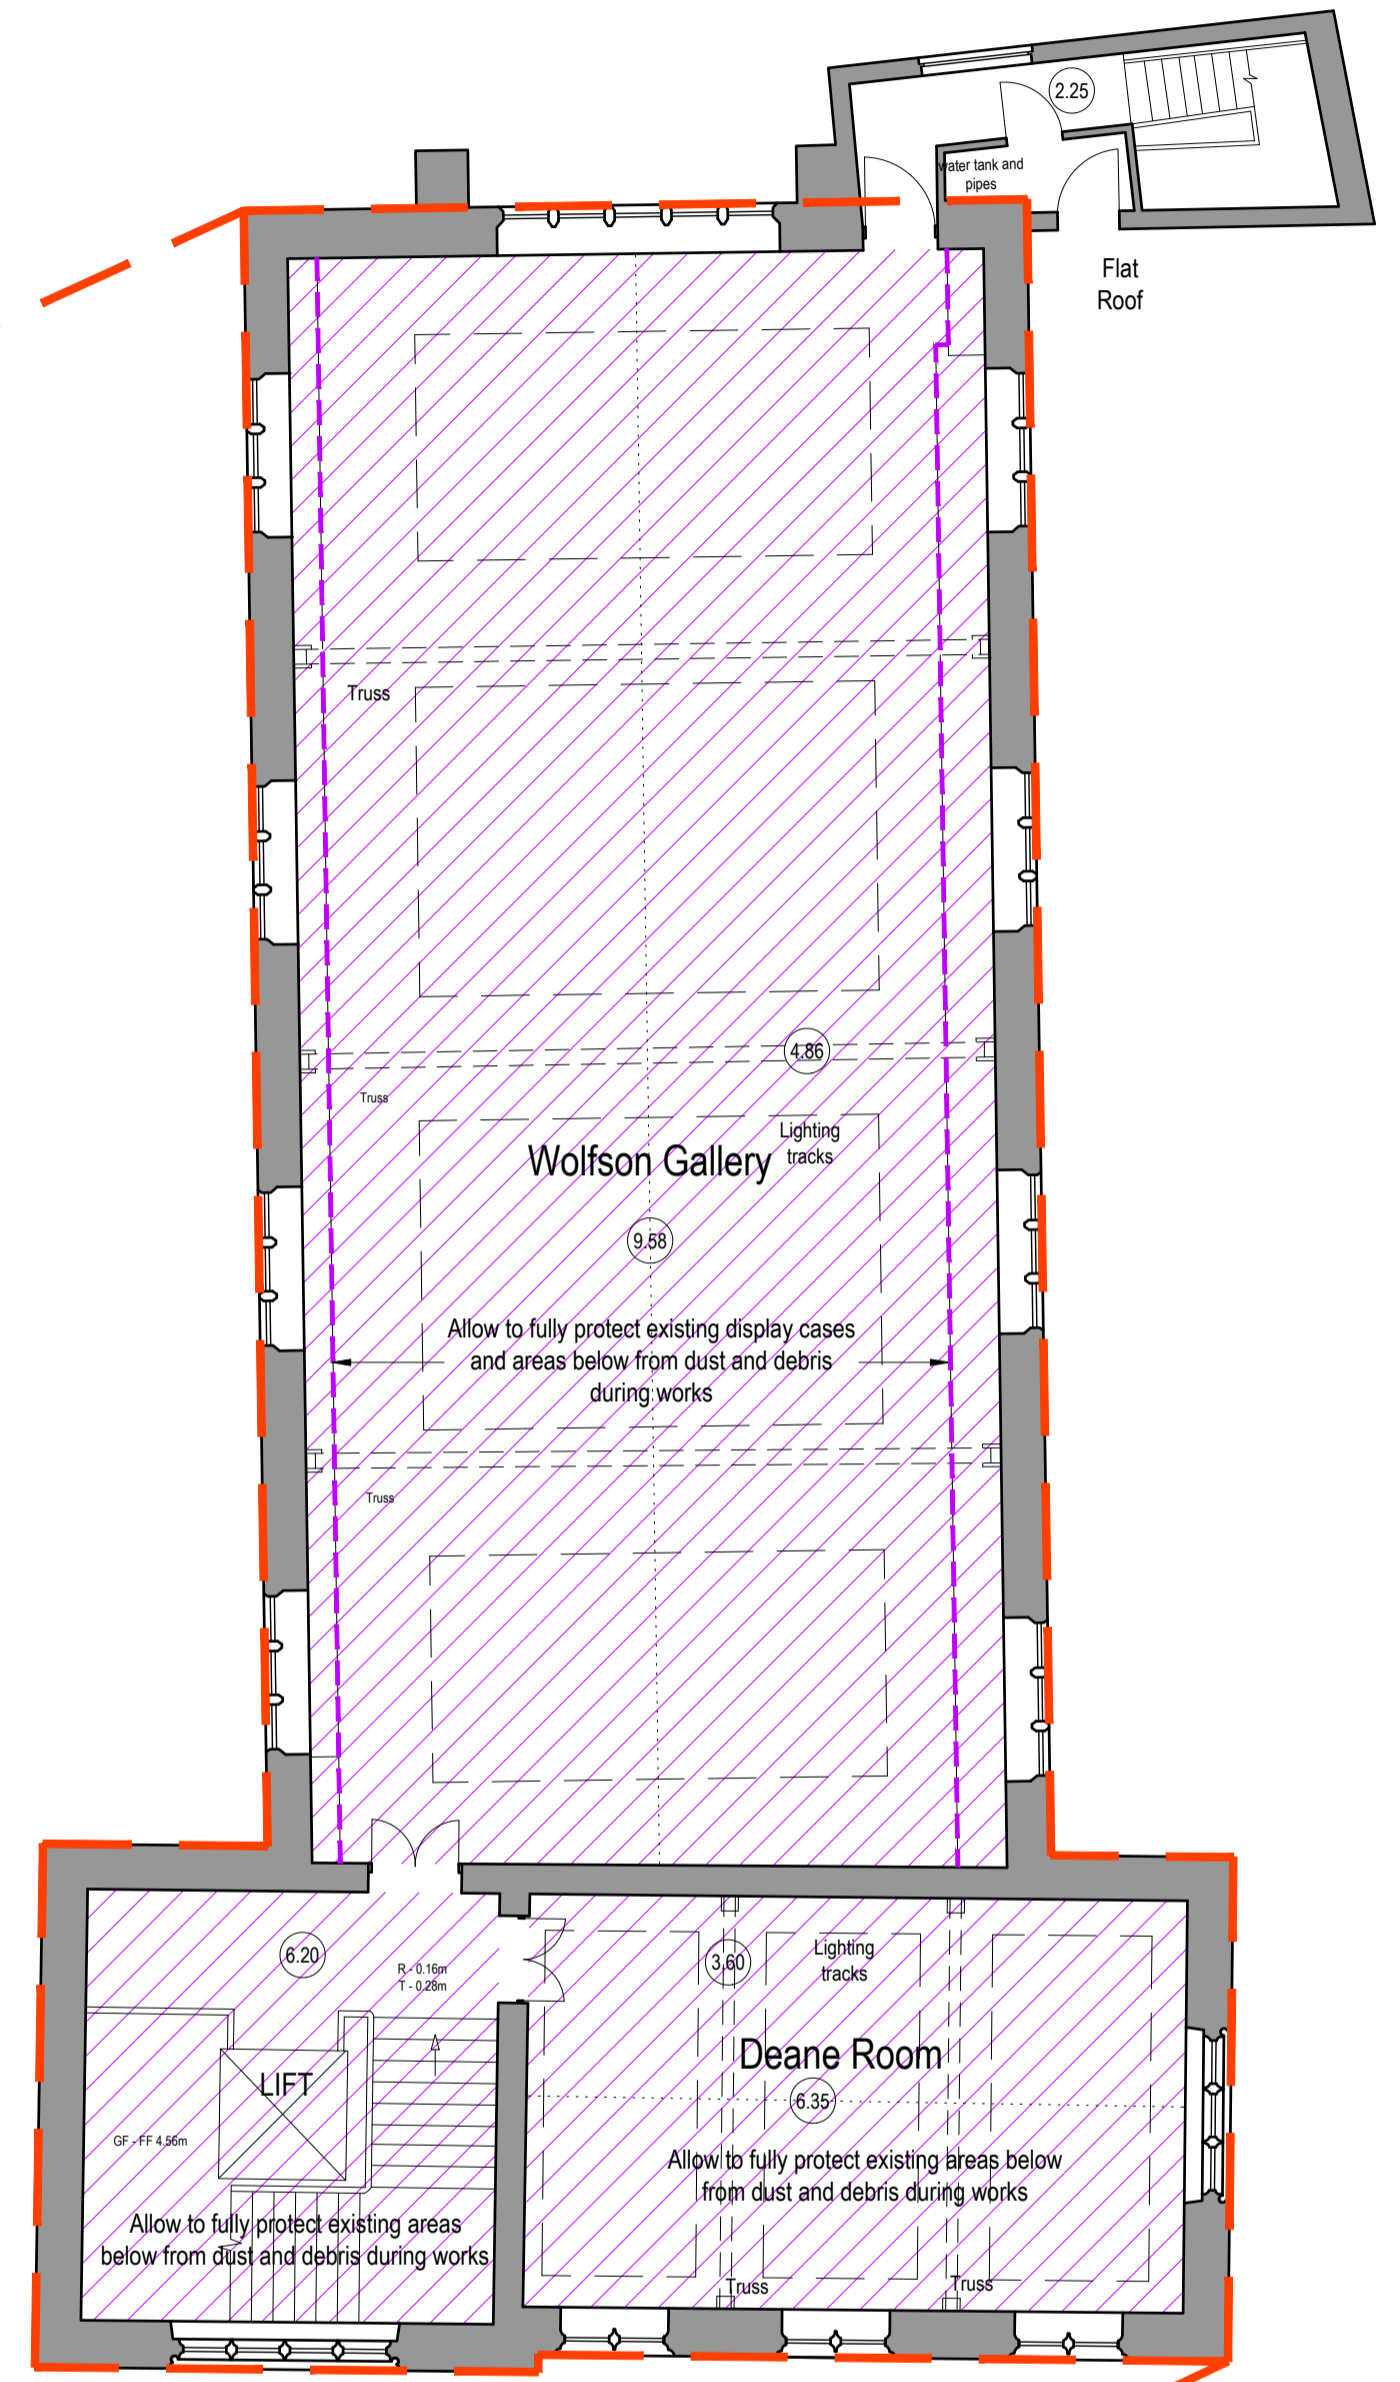 2.25
water tank and
pipes
Flat
Roof
Truss
4.86
Truss
Lighting
tracks
Wolfson Gallery
9.58
Allow to fully protect existing display cases
and areas below from dust and debris
during works
Truss
6.20
R - 0.16m
T - 0.28m
3.60
Lighting
tracks
Deane Room
6.35
LIFT
GF - FF 4.56m
Allow to fully protect existing areas below
from dust and debris during works
Allow to fully protect existing areas
below from dust and debris during works
Truss
Truss